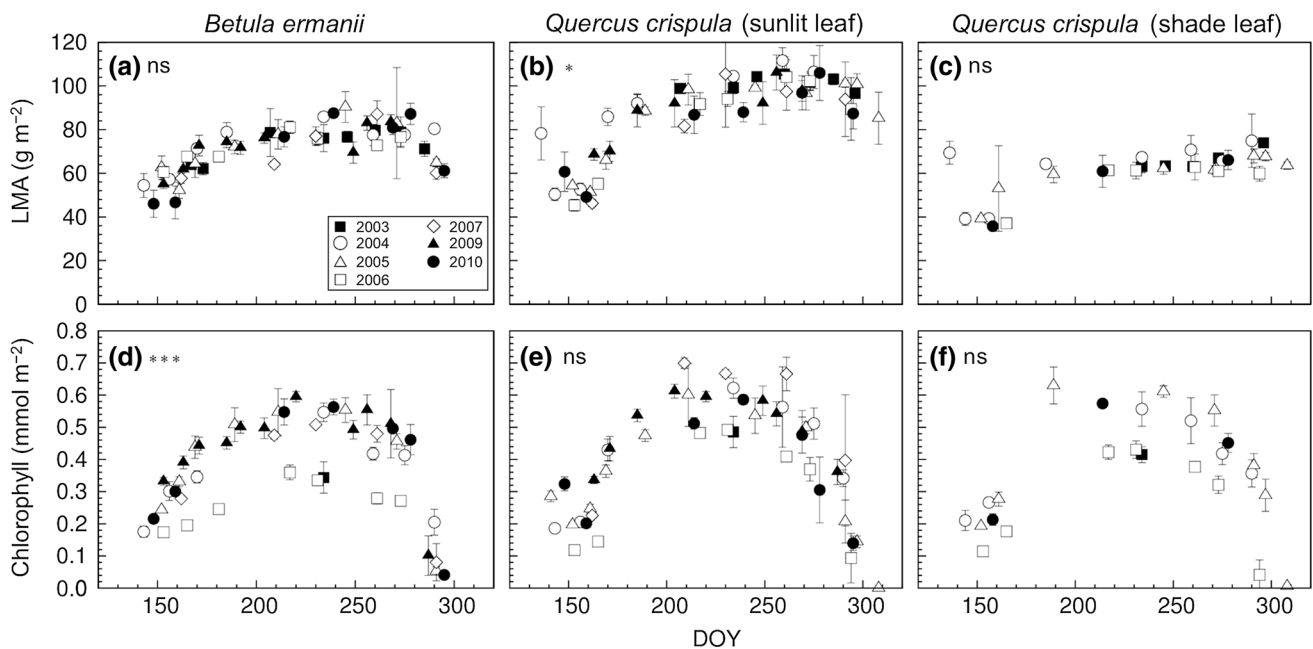 Betula ermanii Quercus crispula (sunlit leaf) Quercus crispula (shade leaf)
LMA (g m−2)
120
100
80
60
40
20
0
(a) ns
(b) *
(c) ns
2003 2007
2004 2009
2005 2010
2006
Chlorophyll (mmol m−2)
0.8
0.7
0.6
0.5
0.4
0.3
0.2
0.1
0.0
(d) ***
(e) ns
(f) ns
150 200 250 300 150 200 250 300 150 200 250 300
DOY